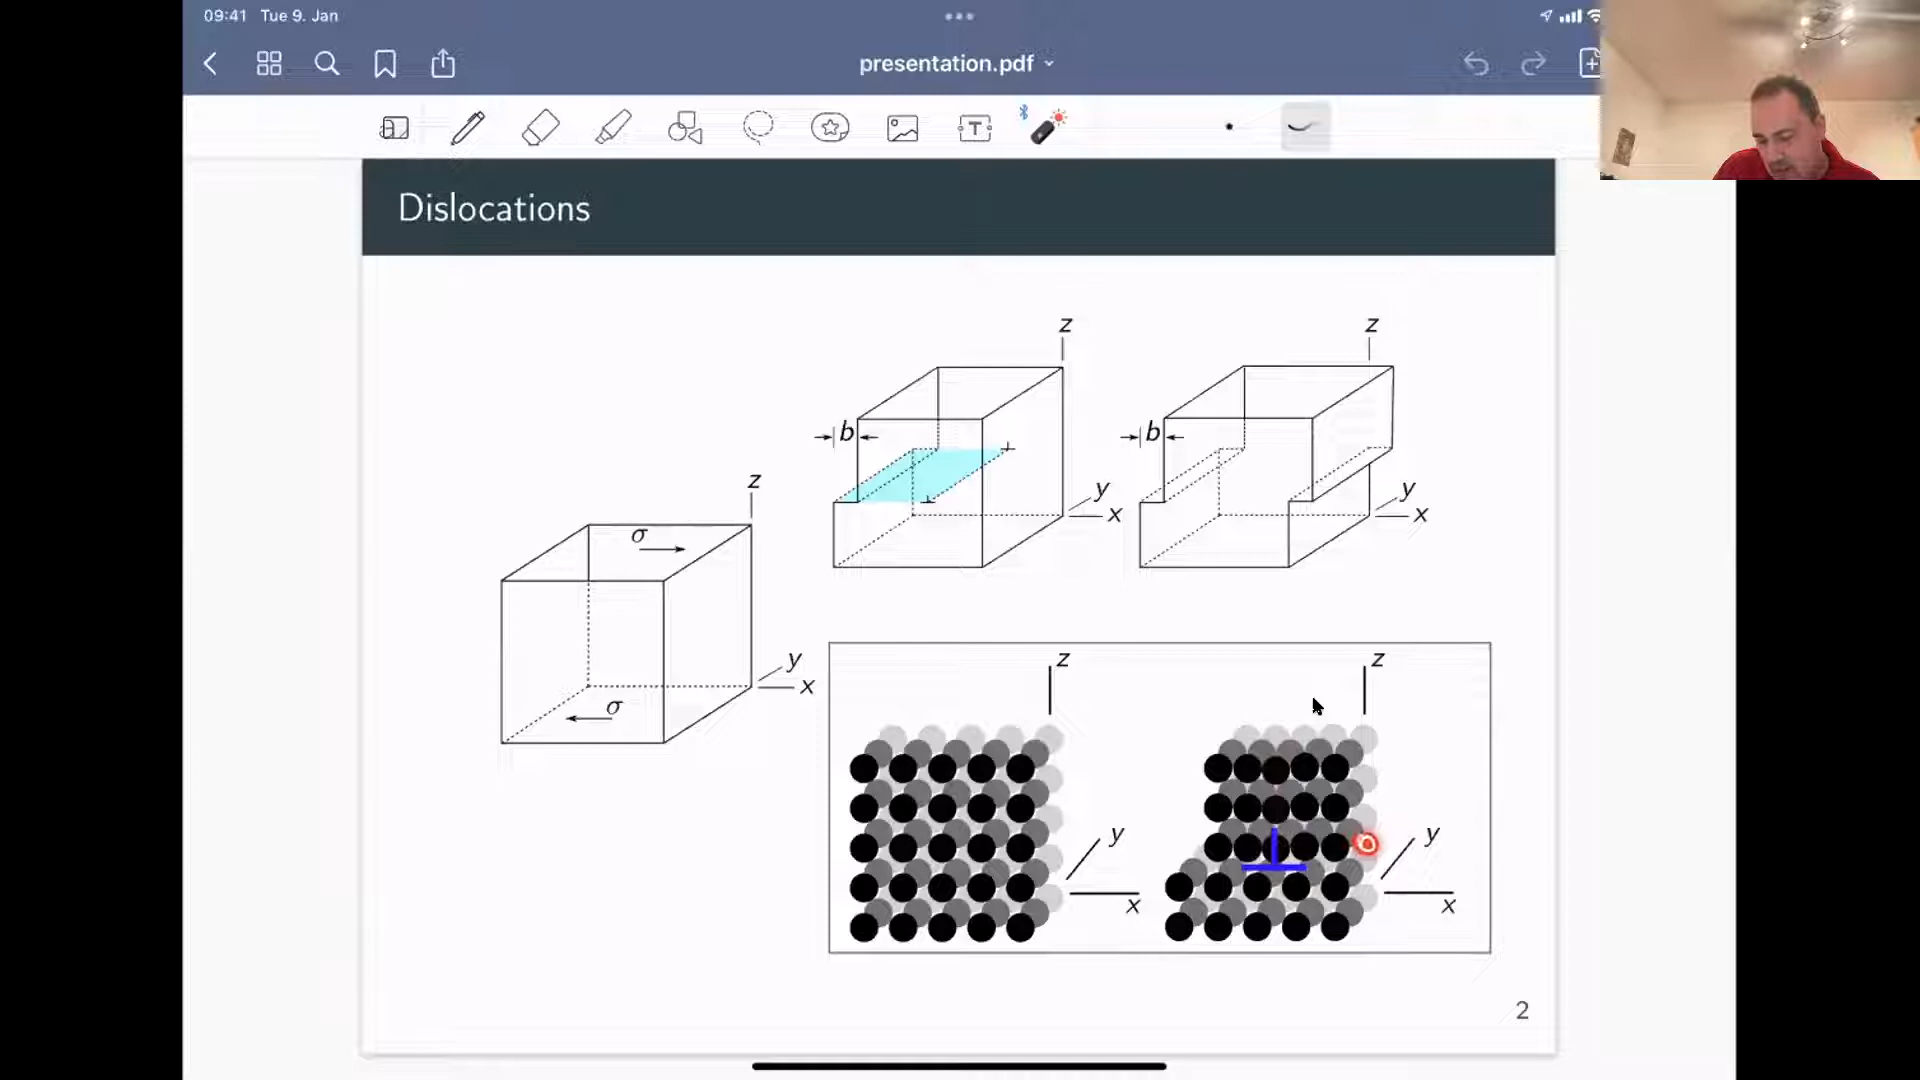 09:41 Tue 9. Jan
presentation.pdf
T
Dislocations
z
z
b
b
y
x
y
x
z
σ
y
x
σ
z
z
y
x
y
x
2